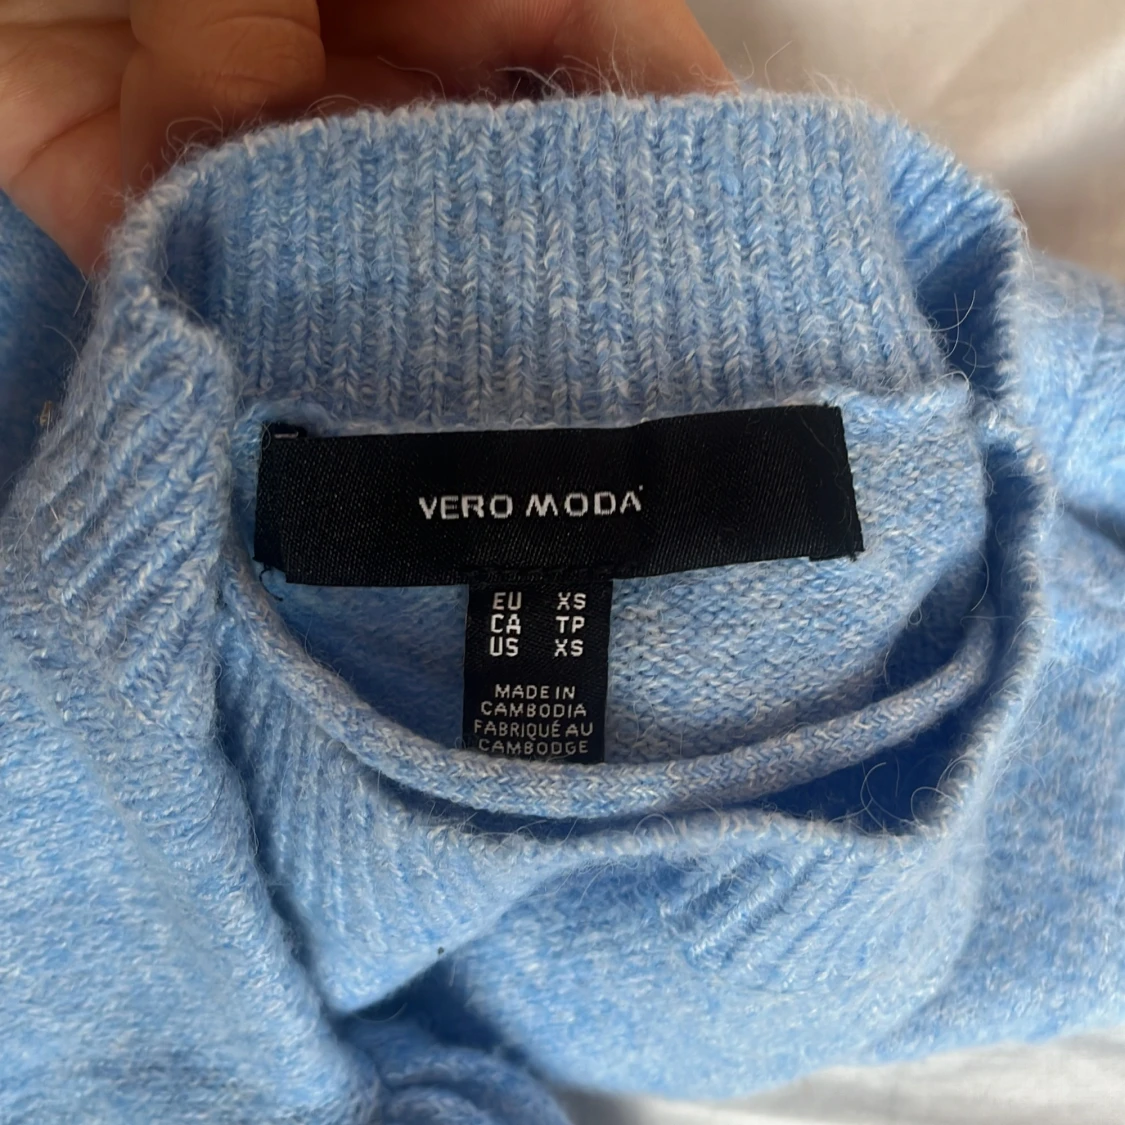 VERO MODA
EU XS
CA TP
US XS
MADE IN
CAMBODIA
FABRIQUÉ AU
CAMBODGE